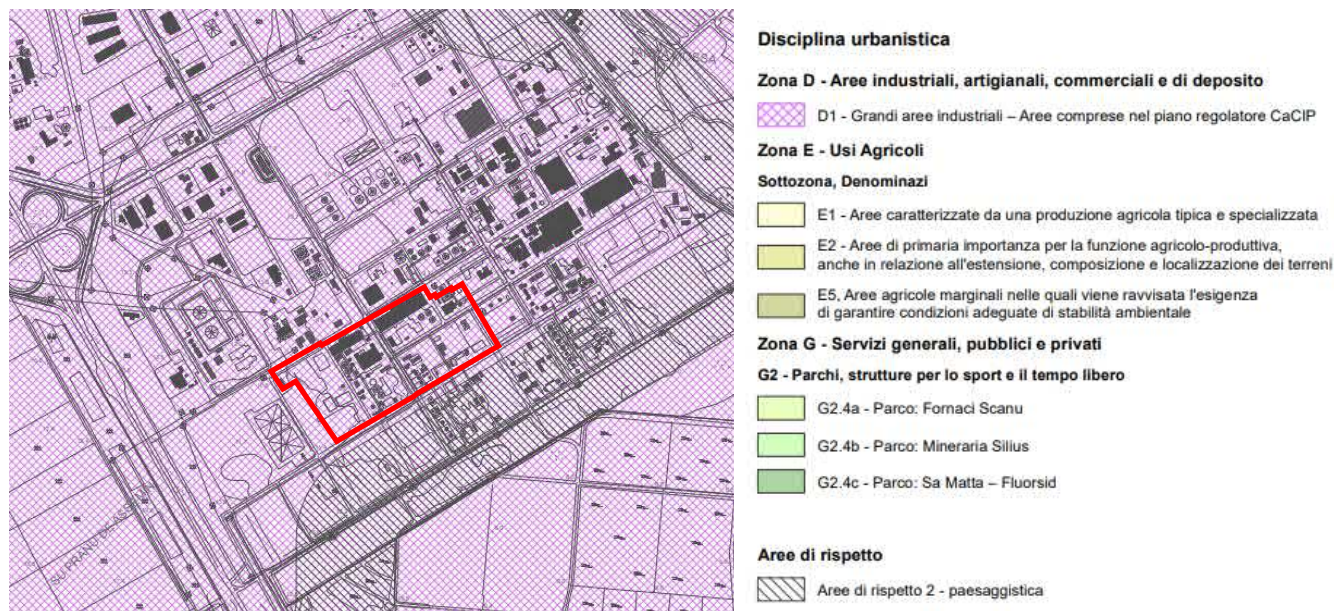 Disciplina urbanistica
Zona D - Aree industriali, artigianali, commerciali e di deposito
D1 - Grandi aree industriali – Aree comprese nel piano regolatore CaCIP
Zona E - Usi Agricoli
Sottozona, Denominazi
E1 - Aree caratterizzate da una produzione agricola tipica e specializzata
E2 - Aree di primaria importanza per la funzione agricolo-produttiva,
anche in relazione all'estensione, composizione e localizzazione dei terreni
E5, Aree agricole marginali nelle quali viene ravvisata l'esigenza
di garantire condizioni adeguate di stabilità ambientale
Zona G - Servizi generali, pubblici e privati
G2 - Parchi, strutture per lo sport e il tempo libero
G2.4a - Parco: Fornaci Scanu
G2.4b - Parco: Mineraria Silius
G2.4c - Parco: Sa Matta – Fluorsid
Aree di rispetto
Aree di rispetto 2 - paesaggistica
SU PRANU DE